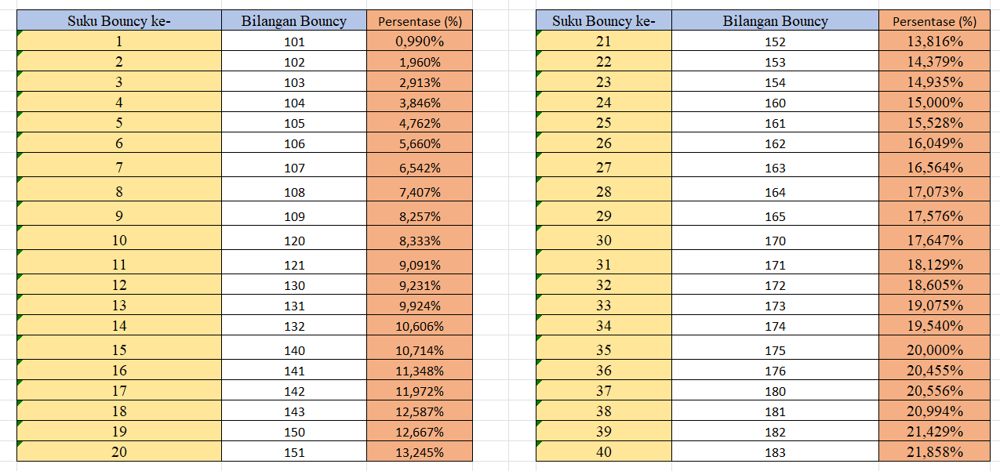 Suku Bouncy ke- Bilangan Bouncy Persentase (%)
1 101 0,990%
2 102 1,960%
3 103 2,913%
4 104 3,846%
5 105 4,762%
6 106 5,660%
7 107 6,542%
8 108 7,407%
9 109 8,257%
10 120 8,333%
11 121 9,091%
12 130 9,231%
13 131 9,924%
14 132 10,606%
15 140 10,714%
16 141 11,348%
17 142 11,972%
18 143 12,587%
19 150 12,667%
20 151 13,245%
Suku Bouncy ke- Bilangan Bouncy Persentase (%)
21 152 13,816%
22 153 14,379%
23 154 14,935%
24 160 15,000%
25 161 15,528%
26 162 16,049%
27 163 16,564%
28 164 17,073%
29 165 17,576%
30 170 17,647%
31 171 18,129%
32 172 18,605%
33 173 19,075%
34 174 19,540%
35 175 20,000%
36 176 20,455%
37 180 20,556%
38 181 20,994%
39 182 21,429%
40 183 21,858%